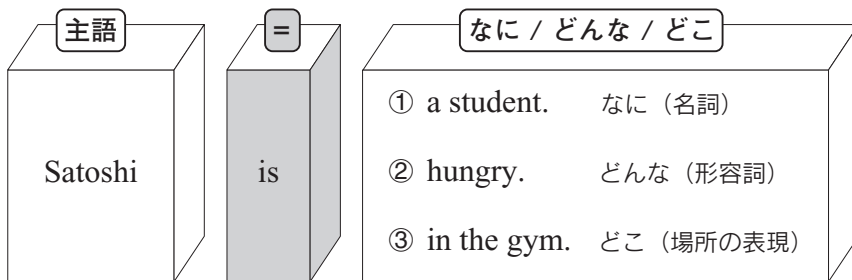 主語
=
なに / どんな / どこ
Satoshi
is
① a student. なに（名詞）
② hungry. どんな（形容詞）
③ in the gym. どこ（場所の表現）